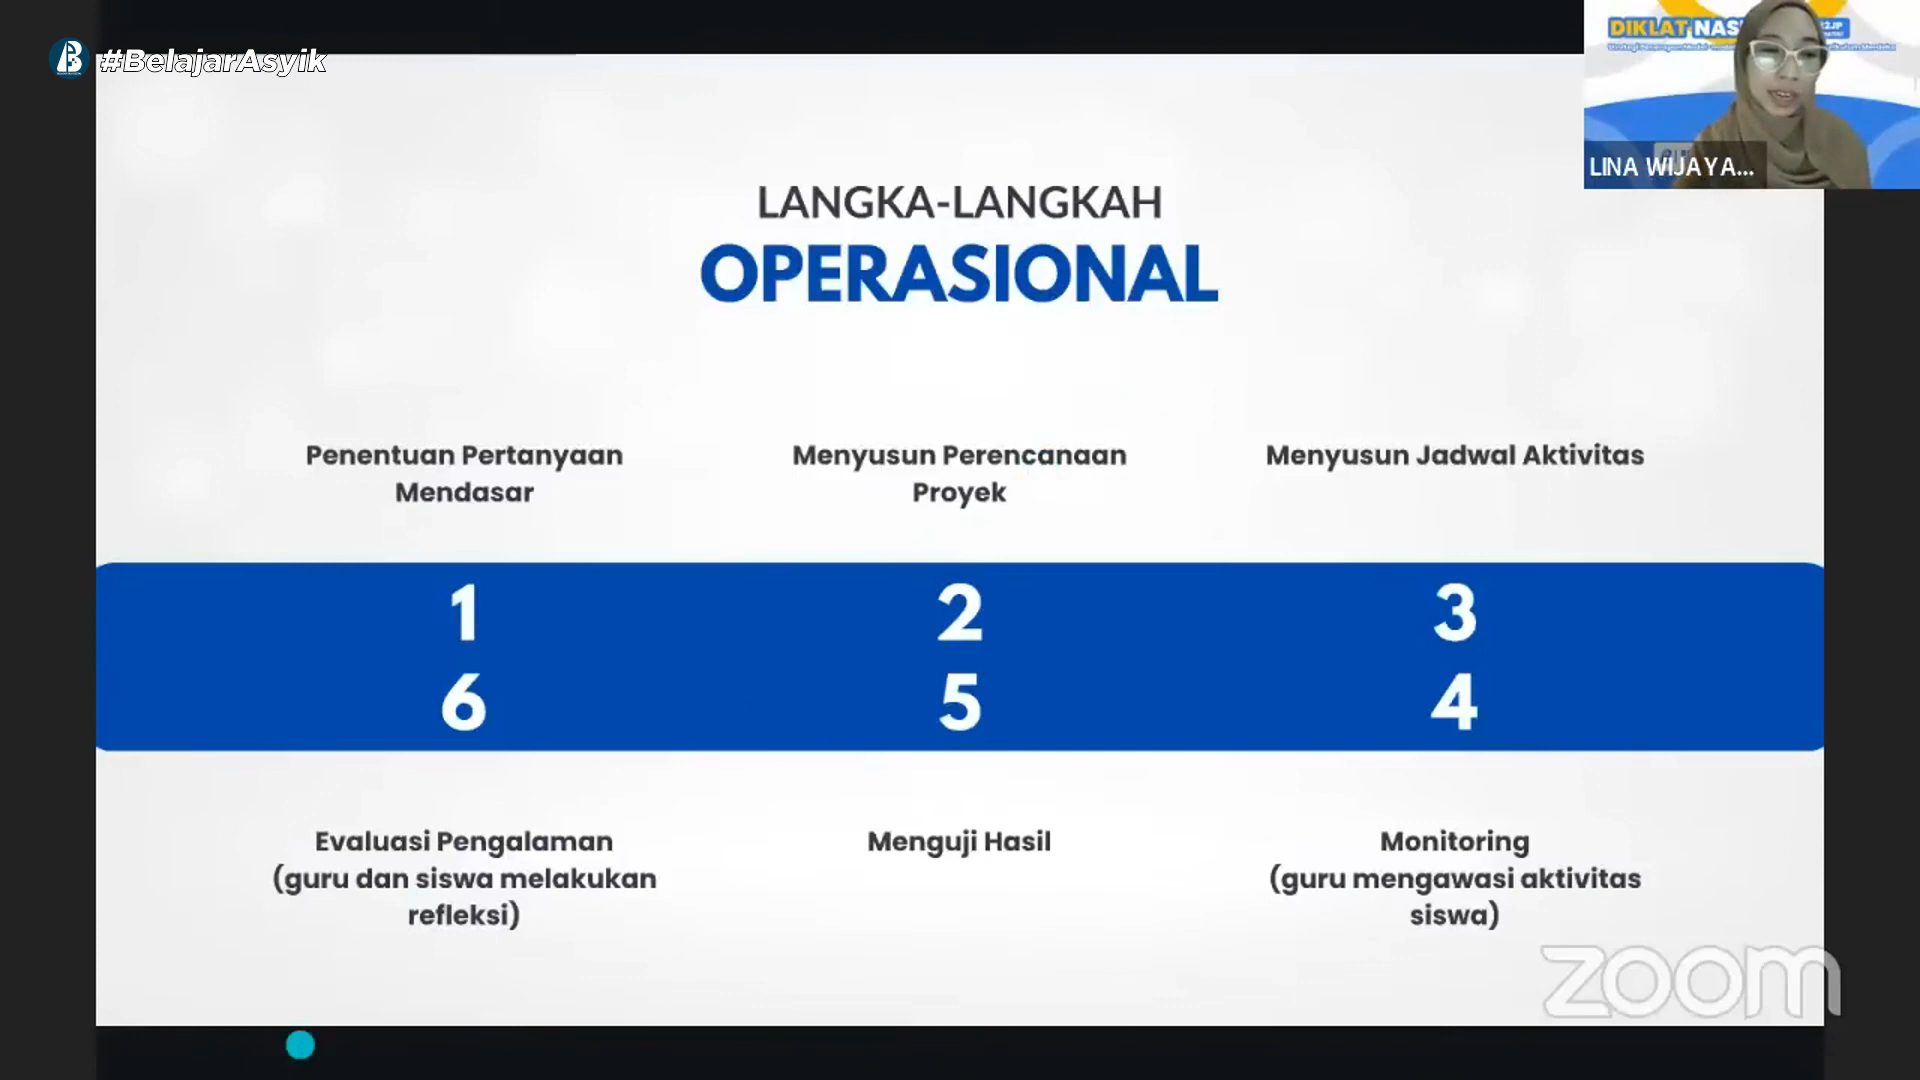 #BelajarAsyik
DIKLAT NAS
LINA WIJAYA...
LANGKA-LANGKAH
OPERASIONAL
Penentuan Pertanyaan
Mendasar
Menyusun Perencanaan
Proyek
Menyusun Jadwal Aktivitas
1
2
3
6
5
4
Evaluasi Pengalaman
(guru dan siswa melakukan
refleksi)
Menguji Hasil
Monitoring
(guru mengawasi aktivitas
siswa)
zoom